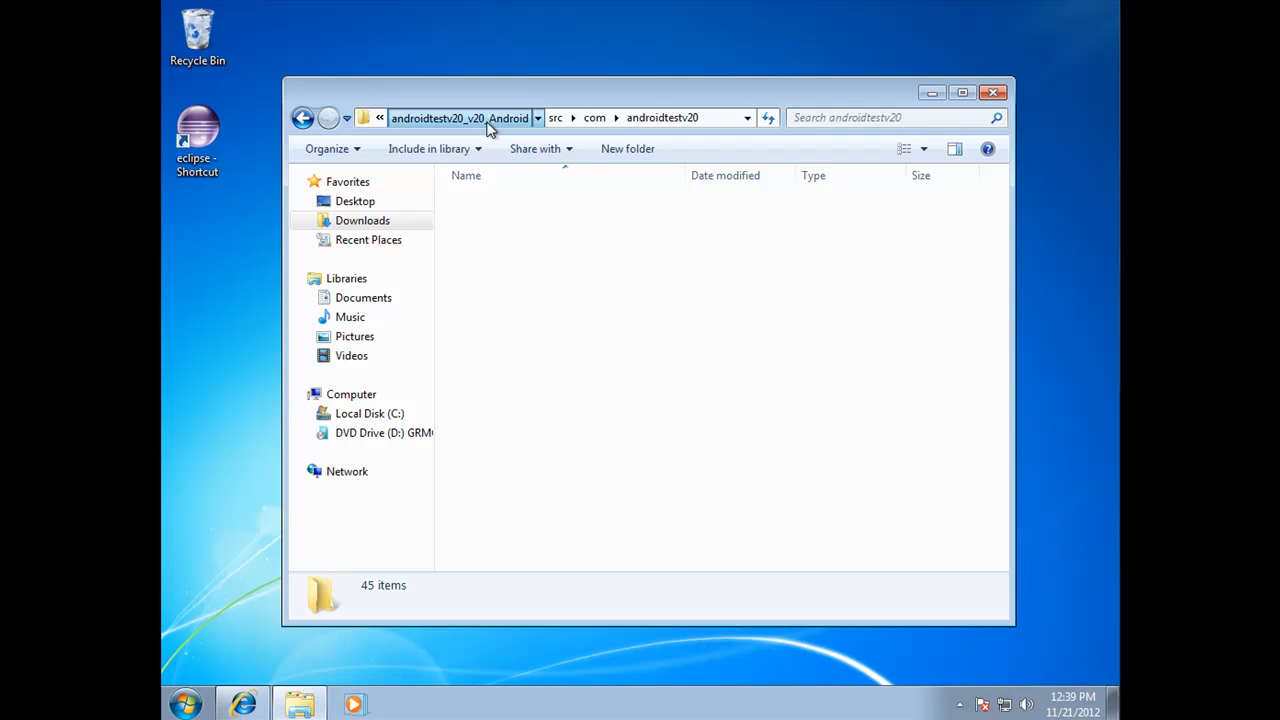 Recycle Bin
eclipse -
Shortcut
« androidtestv20_v20_Android src com androidtestv20
Search androidtestv20
Organize Include in library Share with New folder
Name Date modified Type Size
Favorites
Desktop
Downloads
Recent Places
Libraries
Documents
Music
Pictures
Videos
Computer
Local Disk (C:)
DVD Drive (D:) GRM
Network
45 items
12:39 PM
11/21/2012